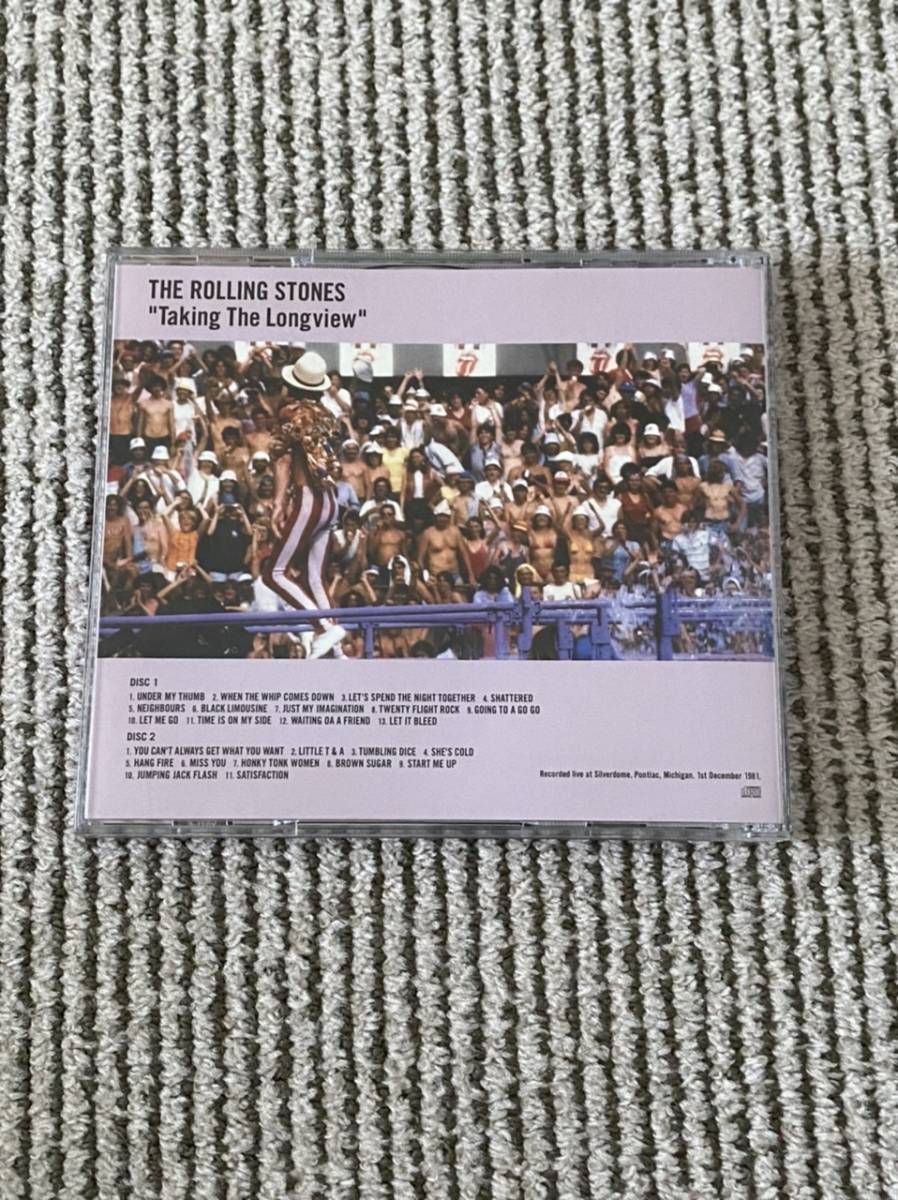 THE ROLLING STONES
"Taking The Longview"
DISC 1
1. UNDER MY THUMB 2. WHEN THE WHIP COMES DOWN 3. LET'S SPEND THE NIGHT TOGETHER 4. SHATTERED
5. NEIGHBOURS 6. BLACK LIMOUSINE 7. JUST MY IMAGINATION 8. TWENTY FLIGHT ROCK 9. GOING TO A GO GO
10. LET ME GO 11. TIME IS ON MY SIDE 12. WAITING OA A FRIEND 13. LET IT BLEED
DISC 2
1. YOU CAN'T ALWAYS GET WHAT YOU WANT 2. LITTLE T & A 3. TUMBLING DICE 4. SHE'S COLD
5. HANG FIRE 6. MISS YOU 7. HONKY TONK WOMEN 8. BROWN SUGAR 9. START ME UP
10. JUMPING JACK FLASH 11. SATISFACTION
Recorded live at Silverdome, Pontiac, Michigan. 1st December 1981.